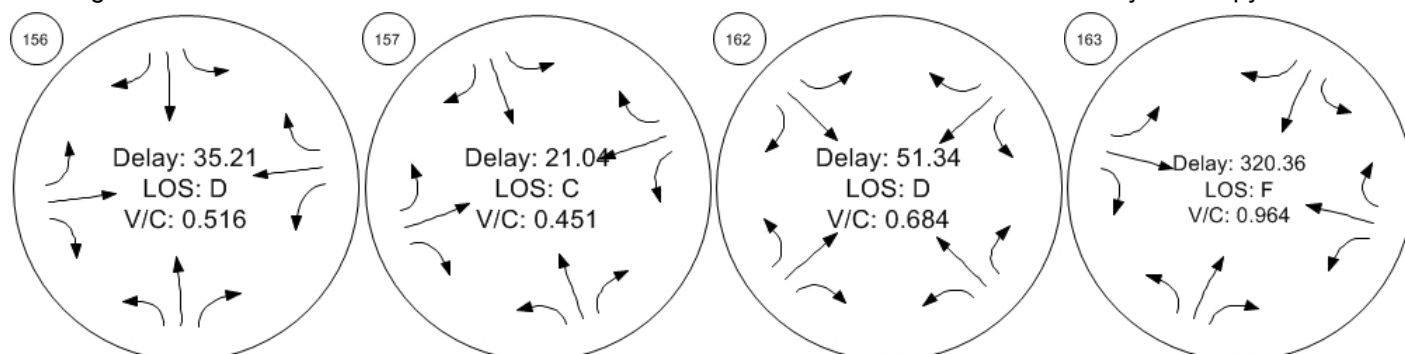 156
Delay: 35.21
LOS: D
V/C: 0.516
157
Delay: 21.04
LOS: C
V/C: 0.451
162
Delay: 51.34
LOS: D
V/C: 0.684
163
Delay: 320.36
LOS: F
V/C: 0.964